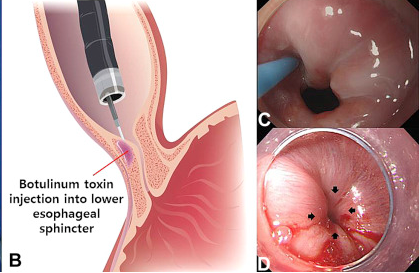 Botulinum toxin
injection into lower
esophageal
sphincter
B
C
D